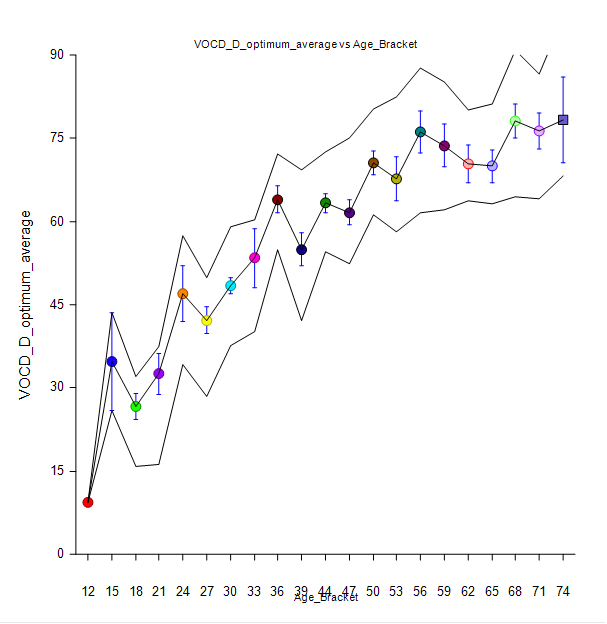 VOCD_D_optimum_average vs Age_Bracket
VOCD_D_optimum_average
90
75
60
45
30
15
0
12 15 18 21 24 27 30 33 36 39 44 47 50 53 56 59 62 65 68 71 74
Age_Bracket